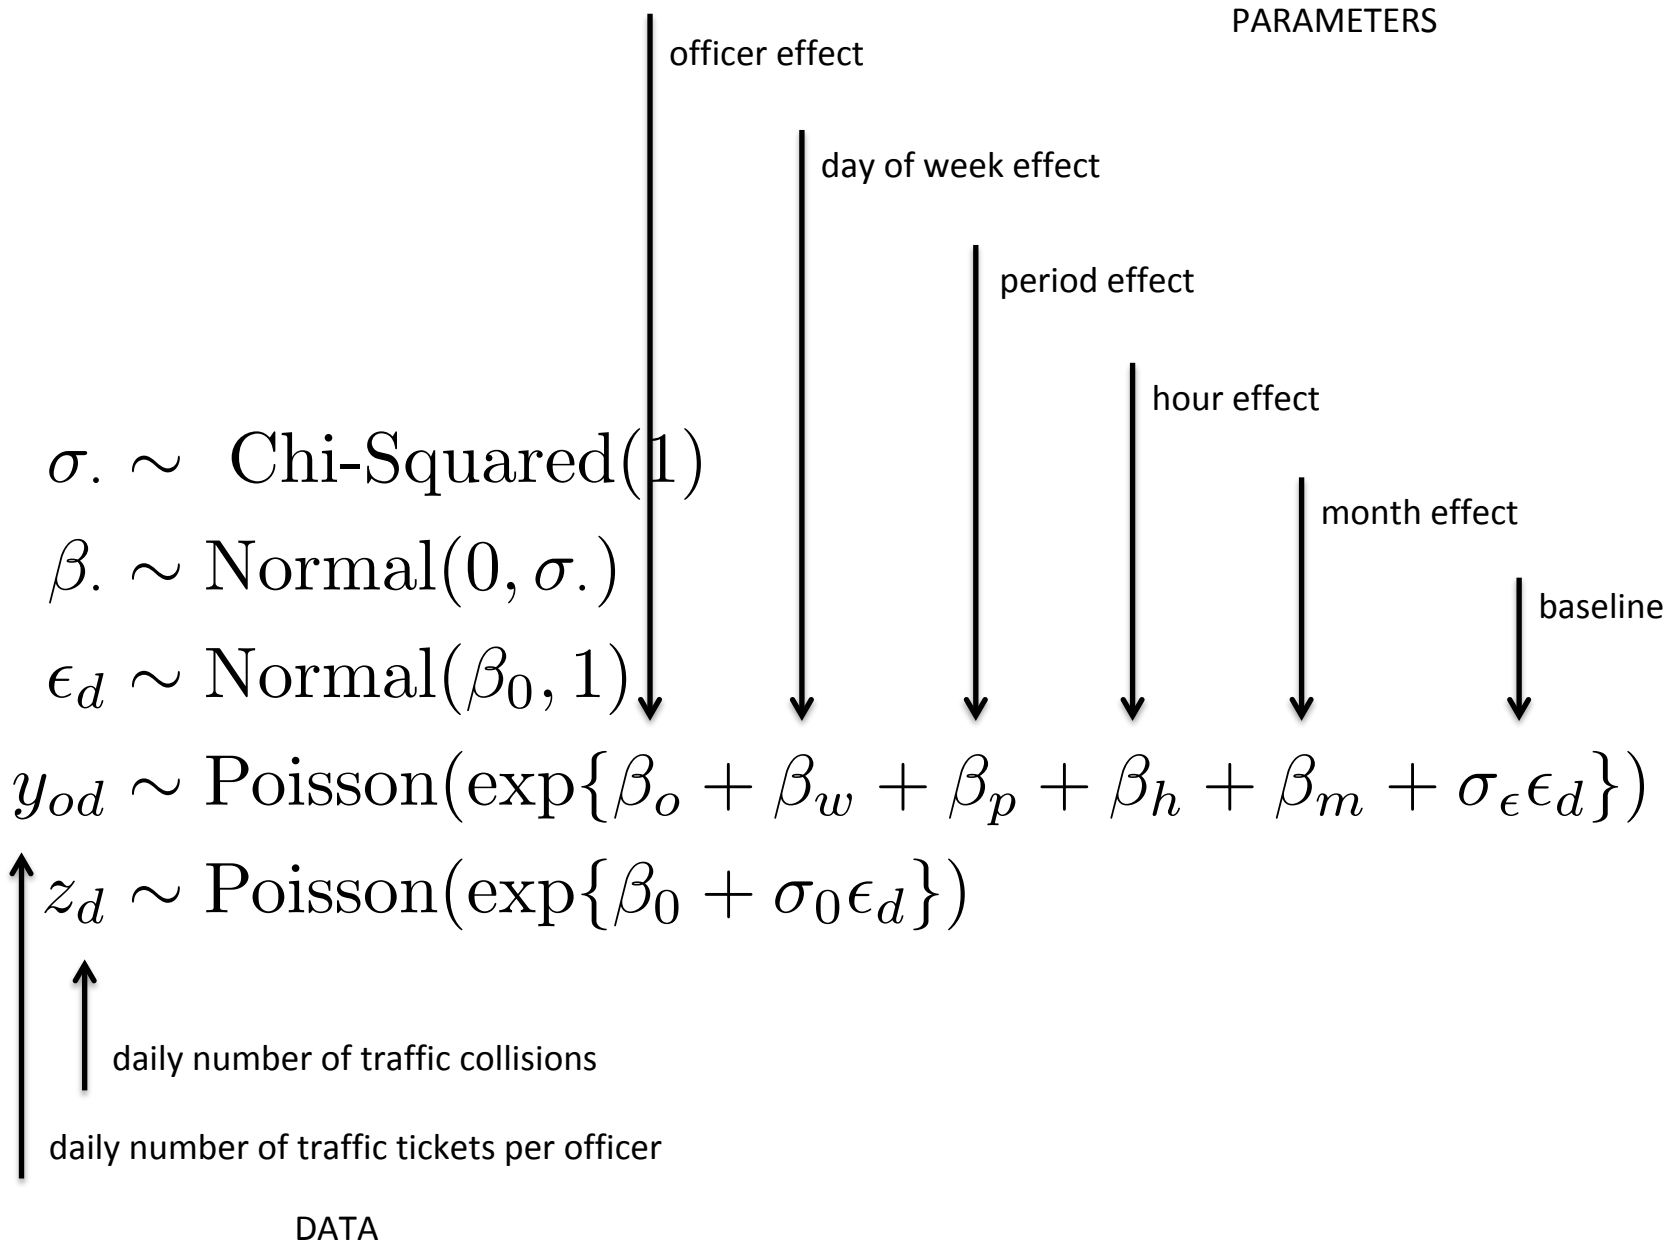 PARAMETERS
officer effect
day of week effect
period effect
hour effect
month effect
baseline
σ. ∼ Chi-Squared(1)
β. ∼ Normal(0, σ.)
ϵ_d ∼ Normal(β_0, 1)
y_{od} ∼ Poisson(exp{β_o + β_w + β_p + β_h + β_m + σ_ϵ ϵ_d})
z_d ∼ Poisson(exp{β_0 + σ_0 ϵ_d})
daily number of traffic collisions
daily number of traffic tickets per officer
DATA